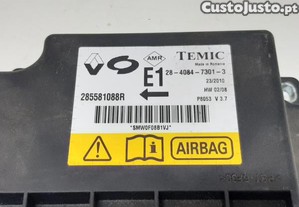 CustoJusto.pt
AMR
TEMIC
Made in Romania
E1
28-4084-7301-3
23/2010
285581088R
HW 02/08
P8053 V 3.7
*SMW0F0881VJ*
AIRBAG